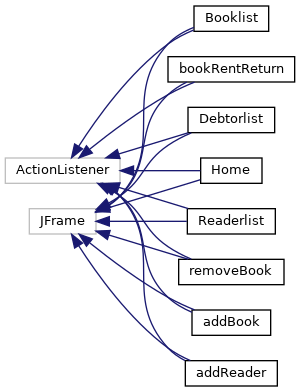 Booklist
bookRentReturn
Debtorlist
ActionListener
Home
JFrame
Readerlist
removeBook
addBook
addReader